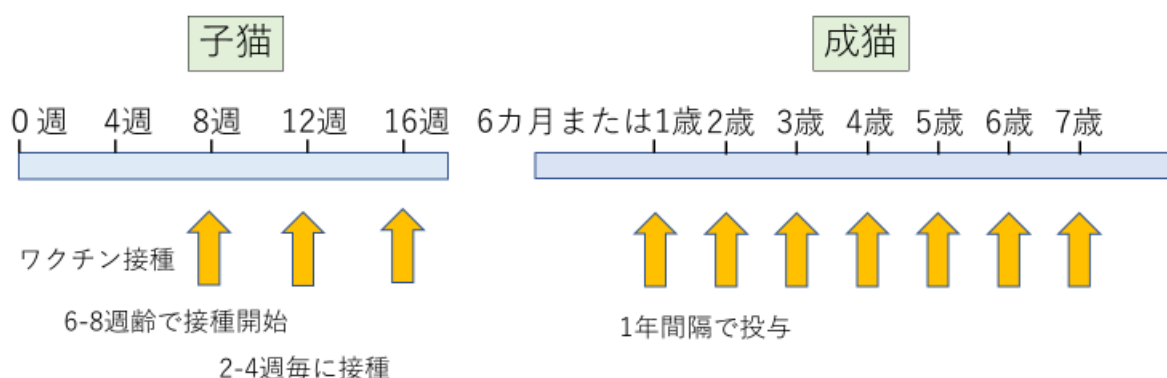 子猫
成猫
0 週 4週 8週 12週 16週 6カ月または1歳 2歳 3歳 4歳 5歳 6歳 7歳
ワクチン接種
6-8週齢で接種開始
1年間隔で投与
2-4週毎に接種